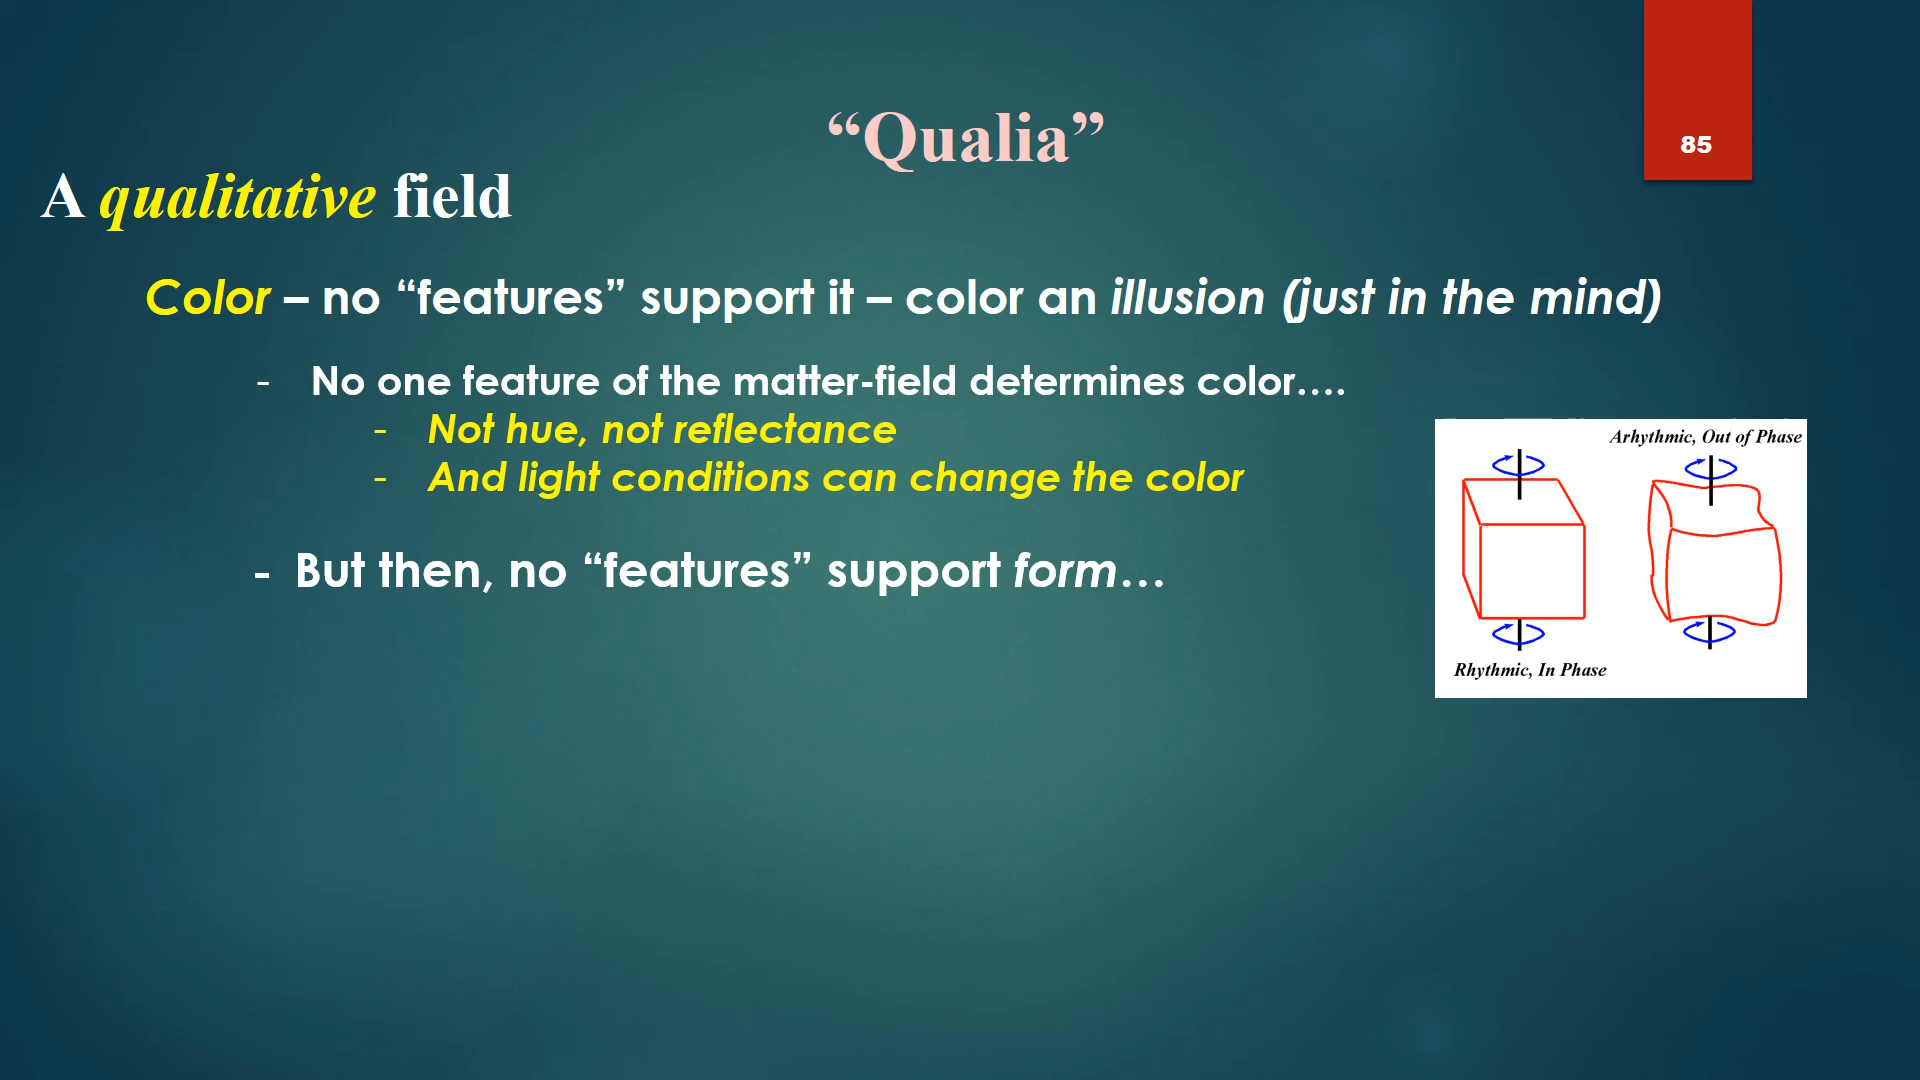 “Qualia”
85
A qualitative field
Color – no “features” support it – color an illusion (just in the mind)
- No one feature of the matter-field determines color….
- Not hue, not reflectance
- And light conditions can change the color
- But then, no “features” support form…
Arhythmic, Out of Phase
Rhythmic, In Phase